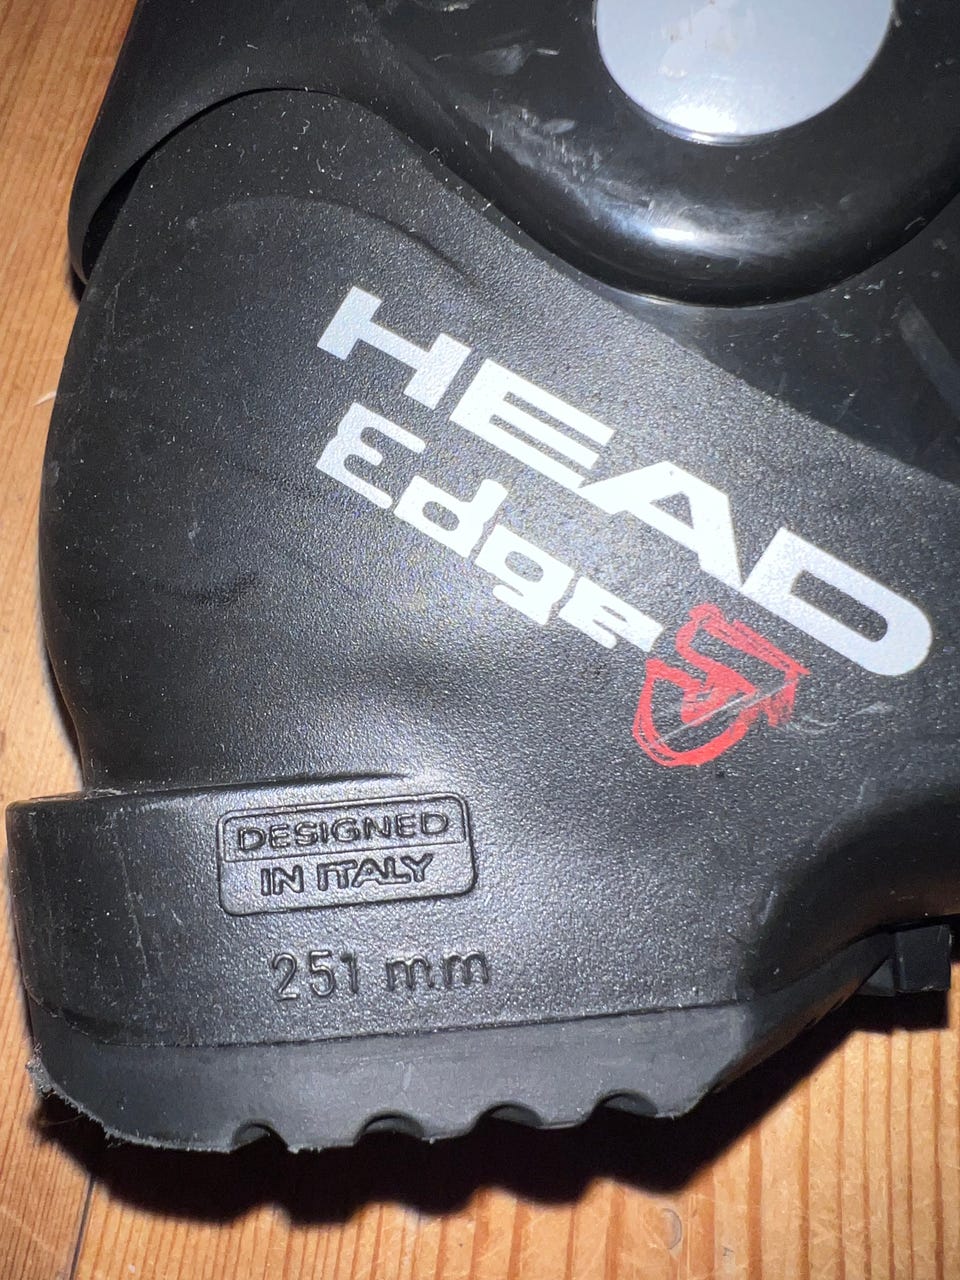 HEAD
Edge
DESIGNED
IN ITALY
251 mm